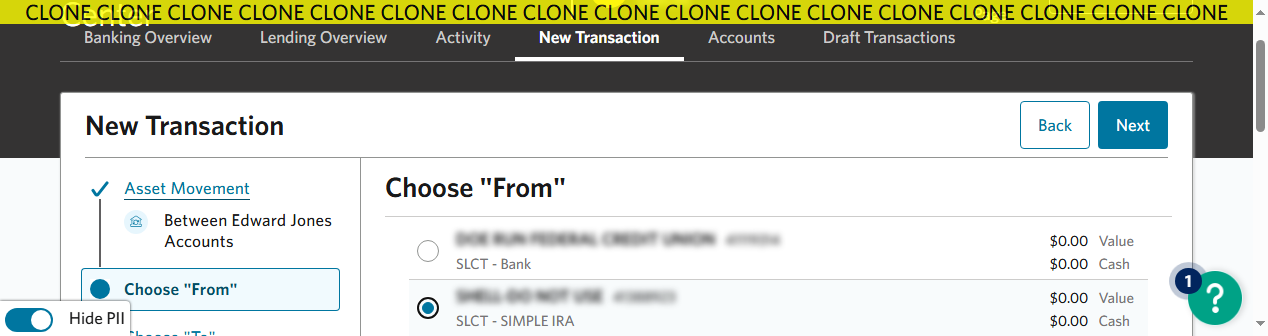 CLONE CLONE CLONE CLONE CLONE CLONE CLONE CLONE CLONE CLONE CLONE CLONE CLONE CLONE CLONE CLONE CLONE
Center
Banking Overview Lending Overview Activity New Transaction Accounts Draft Transactions
New Transaction
Back Next
Asset Movement
Between Edward Jones
Accounts
Choose "From"
Choose "To"
Hide PII
Choose "From"
$0.00 Value
SLCT - Bank $0.00 Cash
$0.00 Value
SLCT - SIMPLE IRA $0.00 Cash
1
?